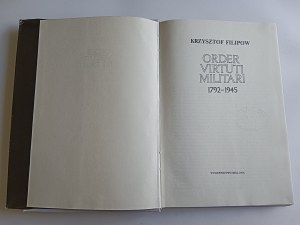 KRZYSZTOF FILIPOW
ORDER
VIRTUTI
MILITARI
1792-1945